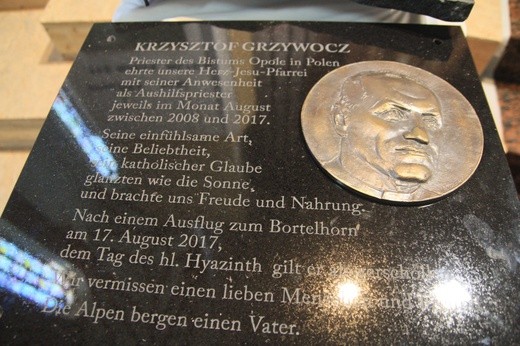 KRZYSZTOF GRZYWOCZ
Priester des Bistums Opole in Polen
ehrte unsere Herz-Jesu-Pfarrei
mit seiner Anwesenheit
als Aushilfspriester
jeweils im Monat August
zwischen 2008 und 2017.
Seine einfühlsame Art,
seine Beliebtheit,
sein katholischer Glaube
glänzten wie die Sonne
und brachte uns Freude und Nahrung.
Nach einem Ausflug zum Bortelhorn
am 17. August 2017,
dem Tag des hl. Hyazinth gilt er
Wir vermissen einen lieben
Die Alpen bergen einen Vater.